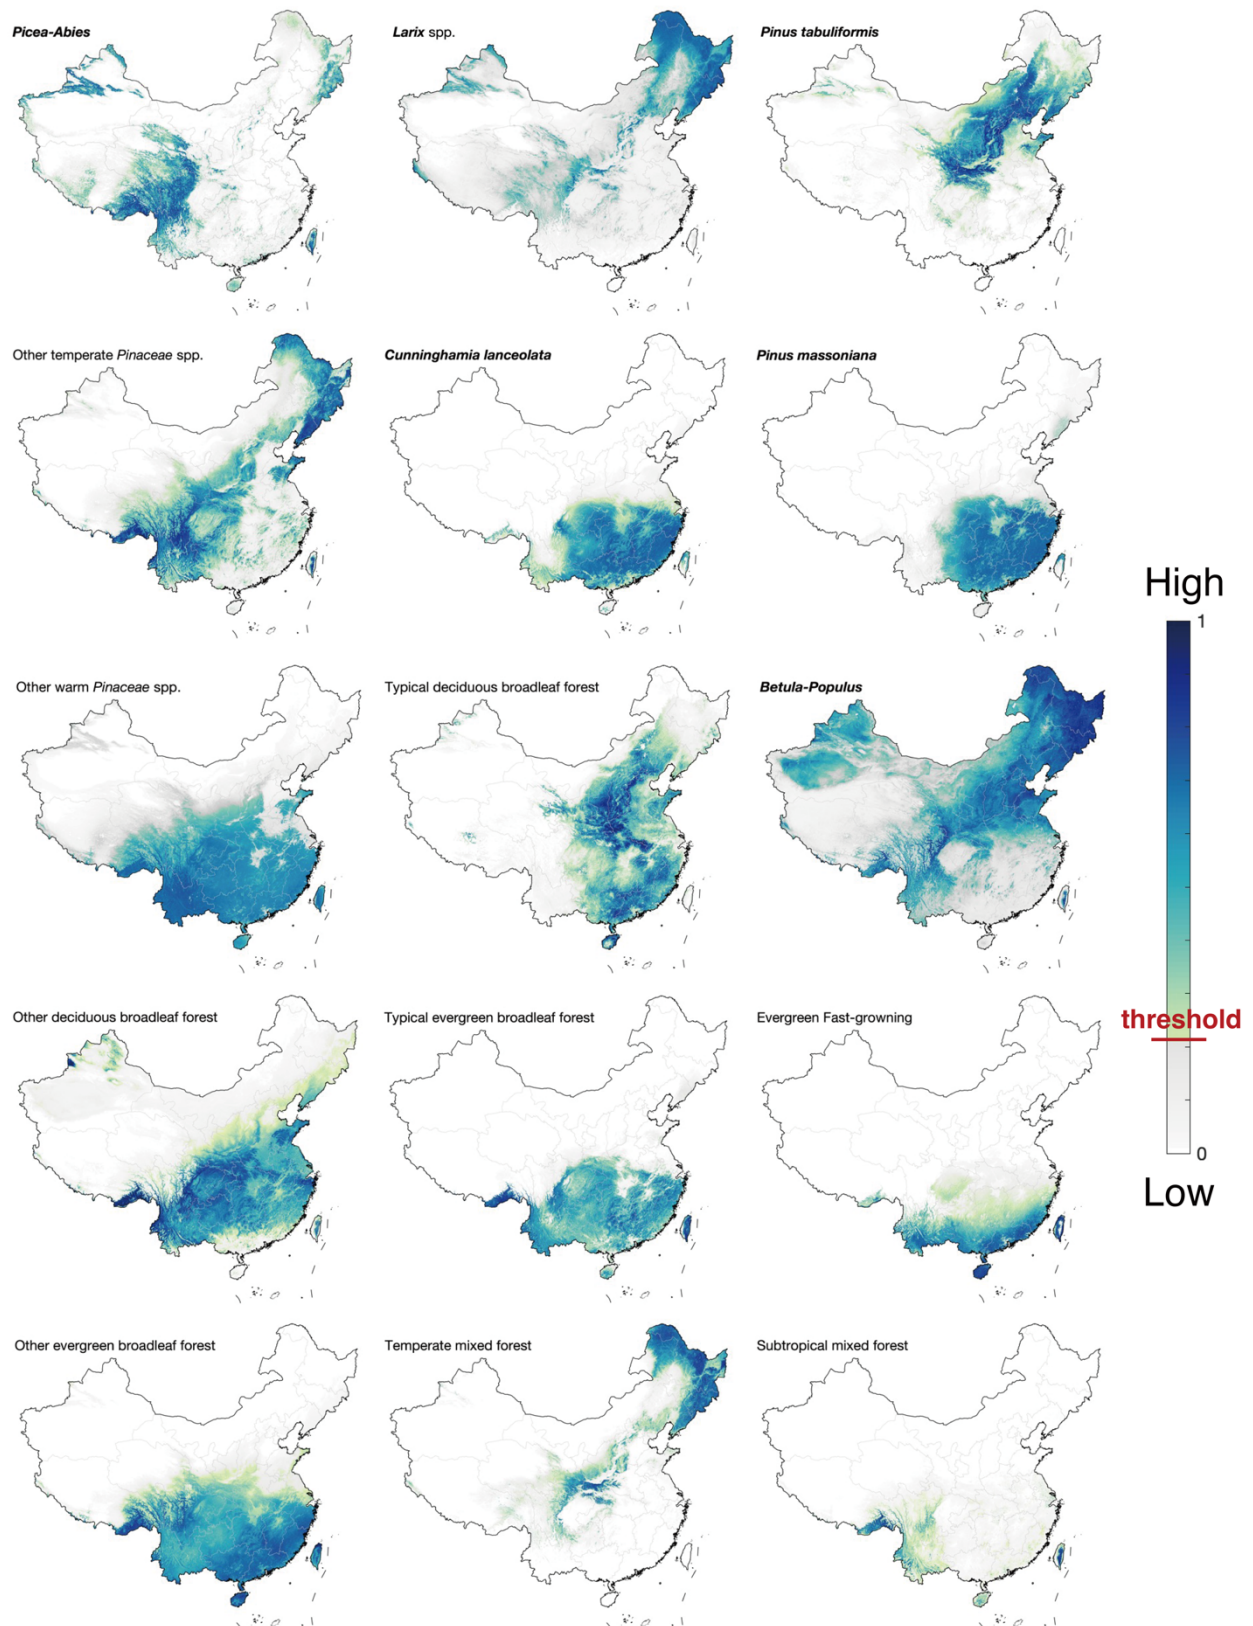 Picea-Abies
Larix spp.
Pinus tabuliformis
Other temperate Pinaceae spp.
Cunninghamia lanceolata
Pinus massoniana
High
1
Other warm Pinaceae spp.
Typical deciduous broadleaf forest
Betula-Populus
Other deciduous broadleaf forest
Typical evergreen broadleaf forest
Evergreen Fast-growning
threshold
0
Low
Other evergreen broadleaf forest
Temperate mixed forest
Subtropical mixed forest